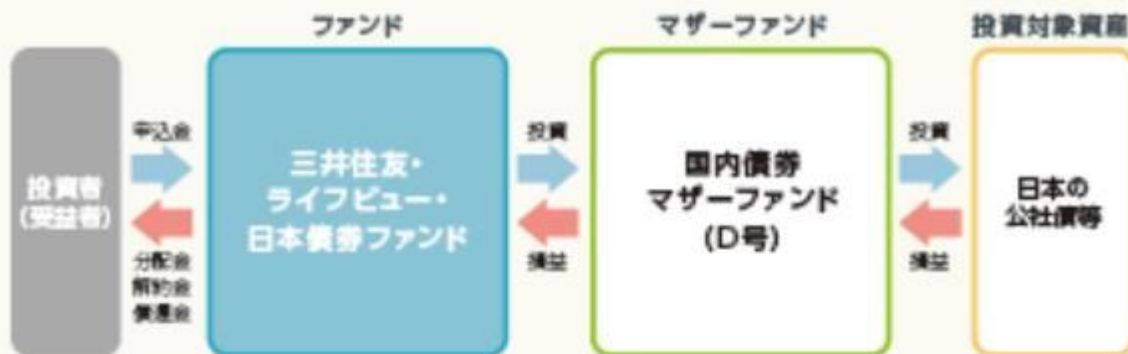 ファンド
マザーファンド
投資対象資産
投資者
(受益者)
申込金
分配金
解約金
償還金
三井住友・
ライフビュー・
日本債券ファンド
投資
損益
国内債券
マザーファンド
(D号)
投資
損益
日本の
公社債等